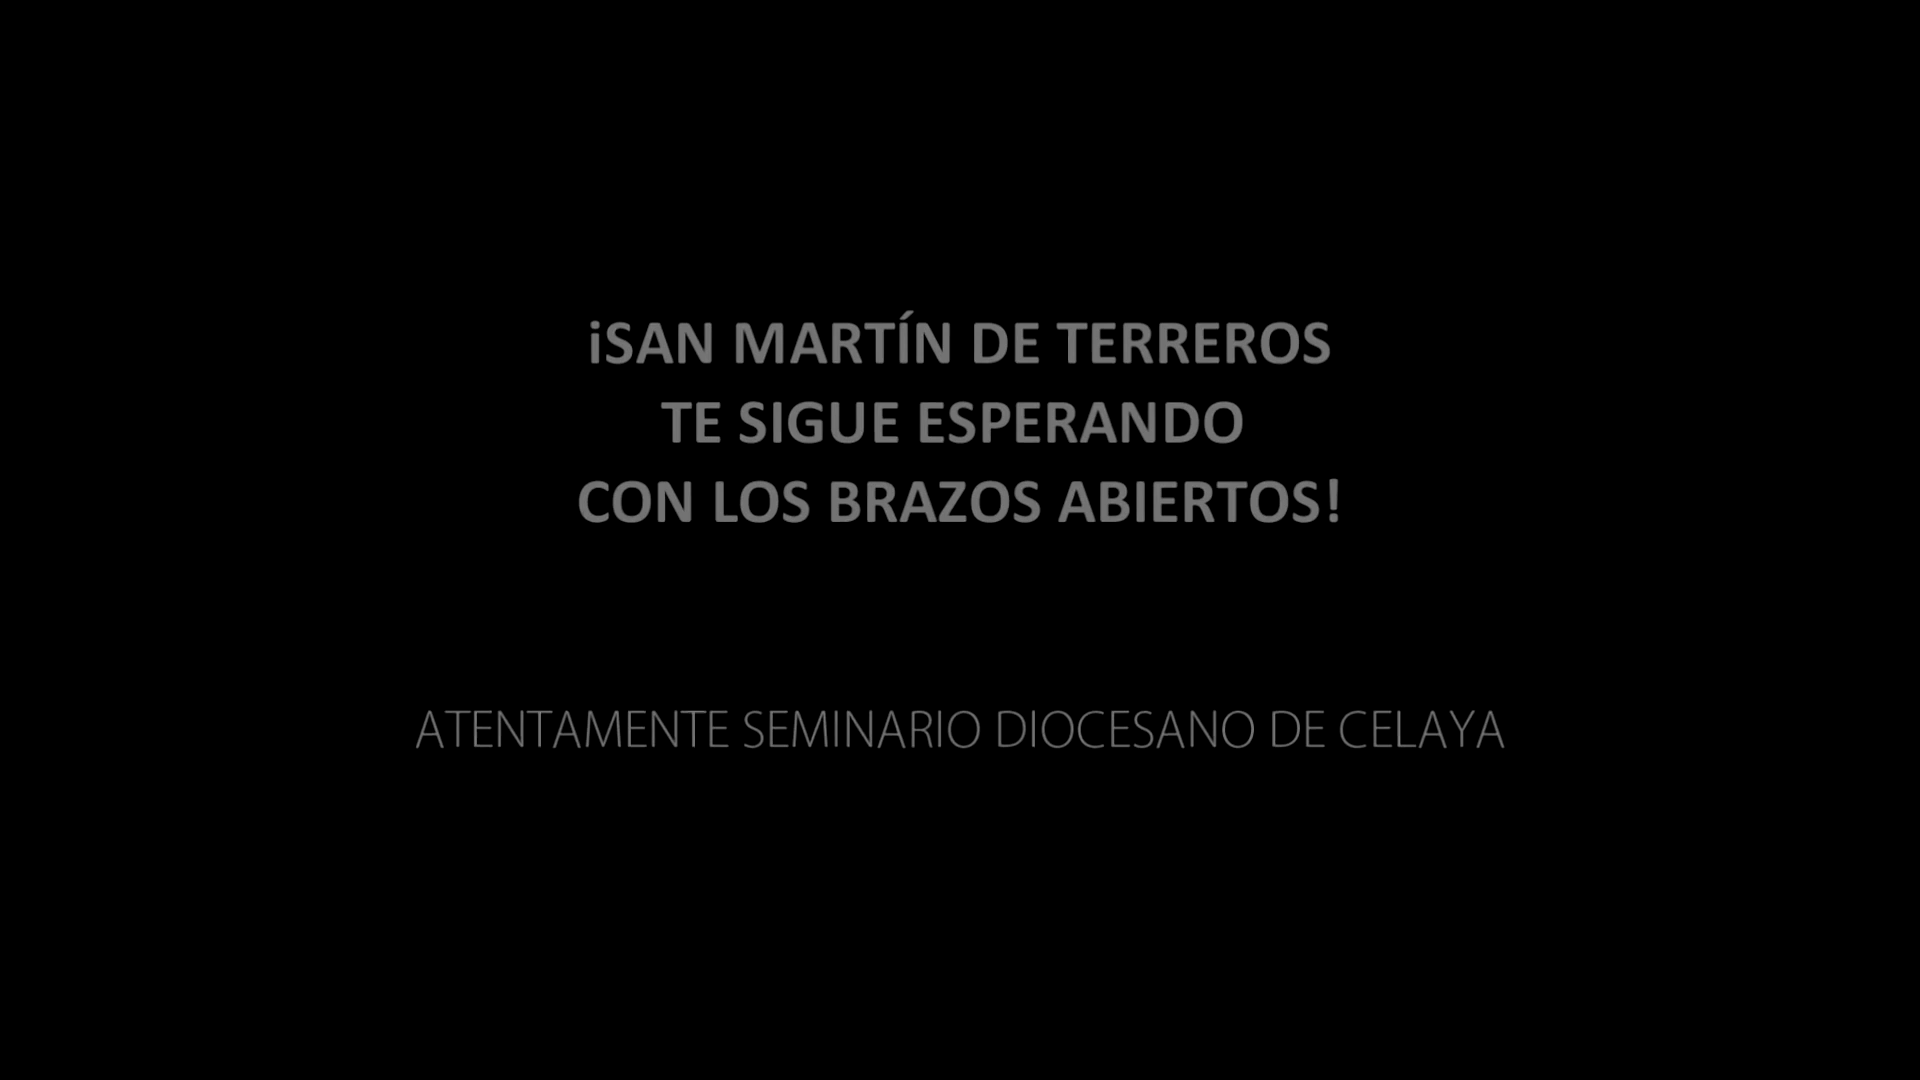 ¡SAN MARTÍN DE TERREROS
TE SIGUE ESPERANDO
CON LOS BRAZOS ABIERTOS!
ATENTAMENTE SEMINARIO DIOCESANO DE CELAYA